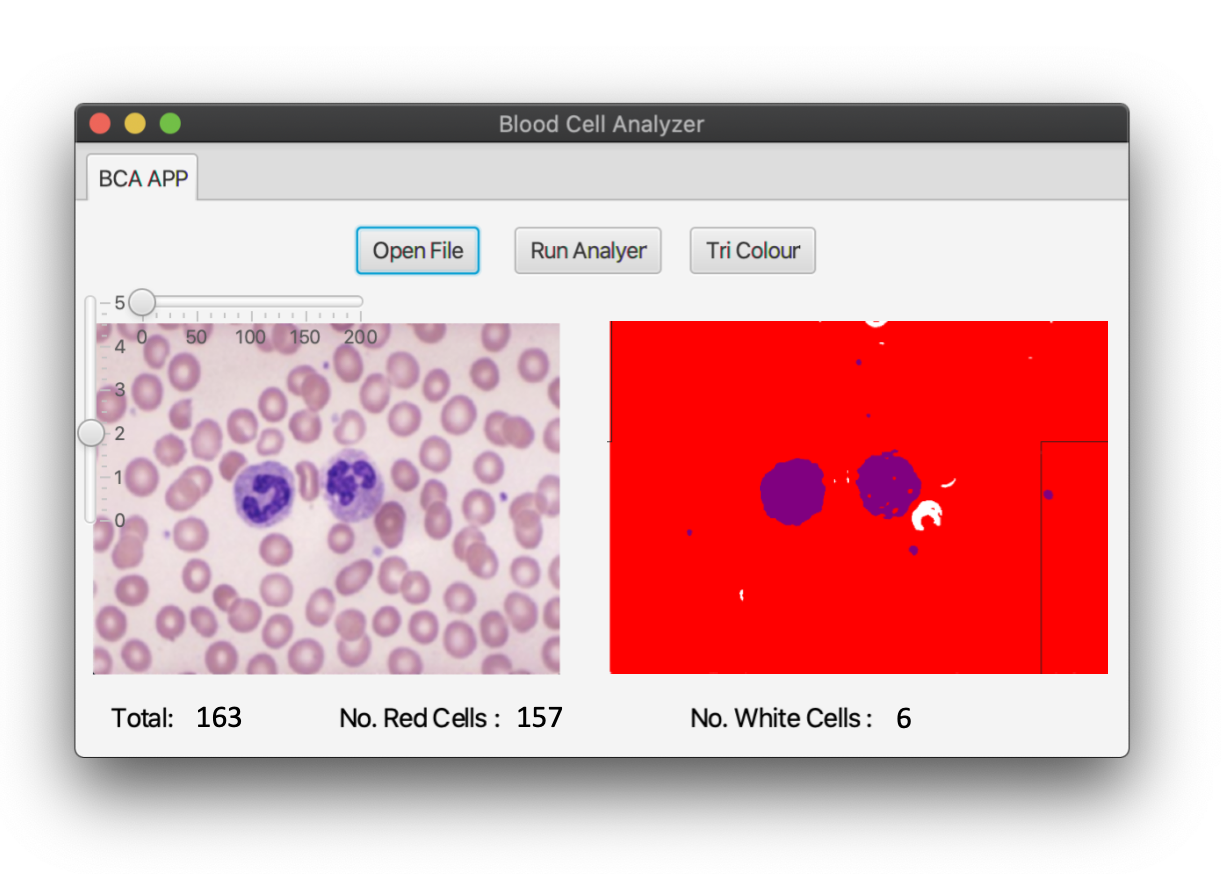 Blood Cell Analyzer
BCA APP
Open File Run Analyer Tri Colour
5
0 50 100 150 200
4
3
2
1
0
Total: 163 No. Red Cells : 157 No. White Cells : 6